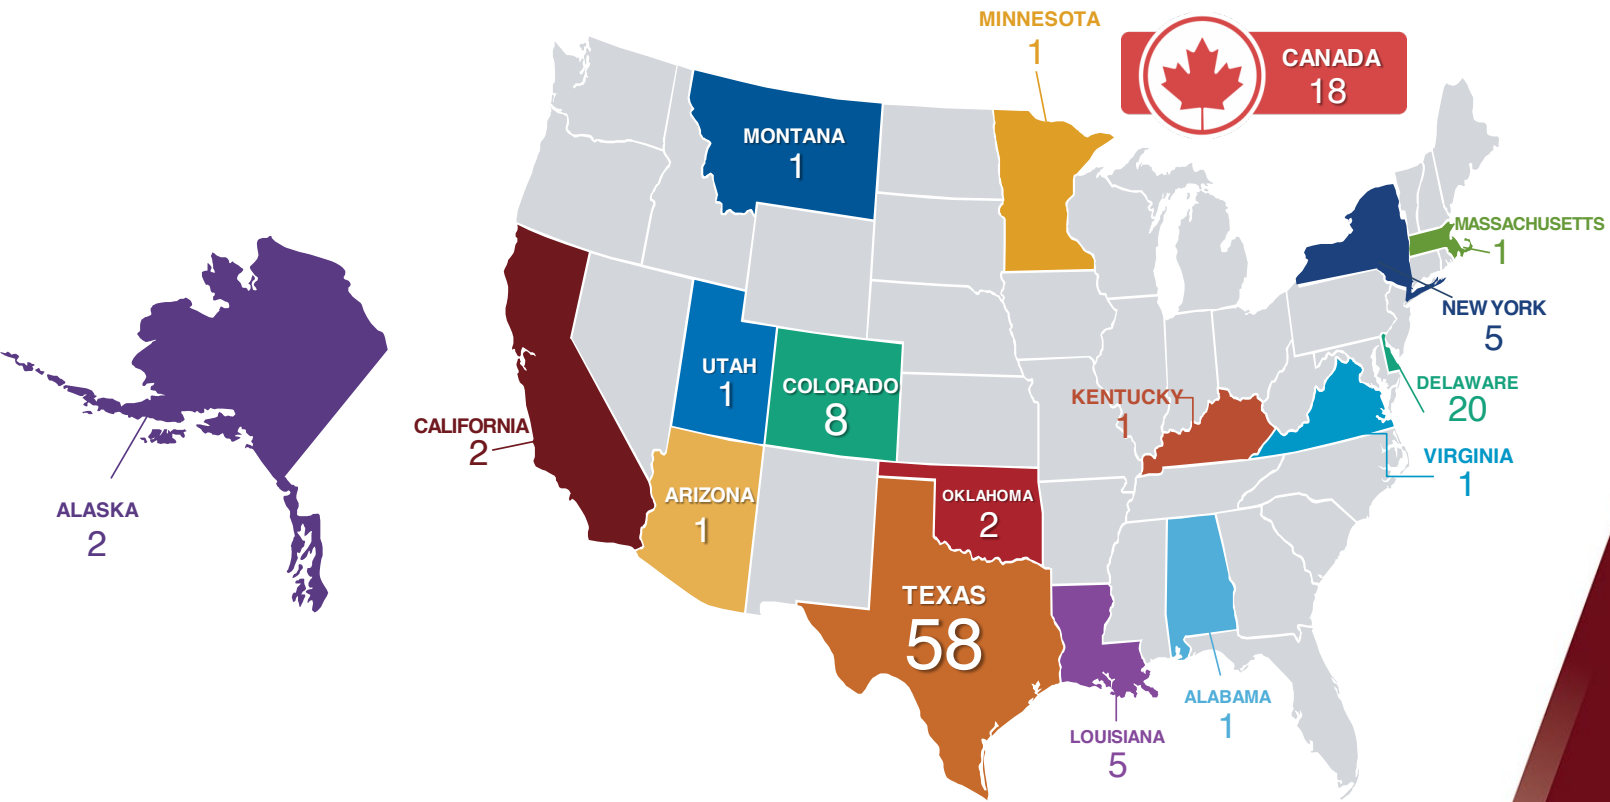 MINNESOTA
1
CANADA
18
MONTANA
1
MASSACHUSETTS
1
NEW YORK
5
UTAH
1
COLORADO
8
KENTUCKY
1
DELAWARE
20
CALIFORNIA
2
VIRGINIA
1
ALASKA
2
ARIZONA
1
OKLAHOMA
2
TEXAS
58
ALABAMA
1
LOUISIANA
5